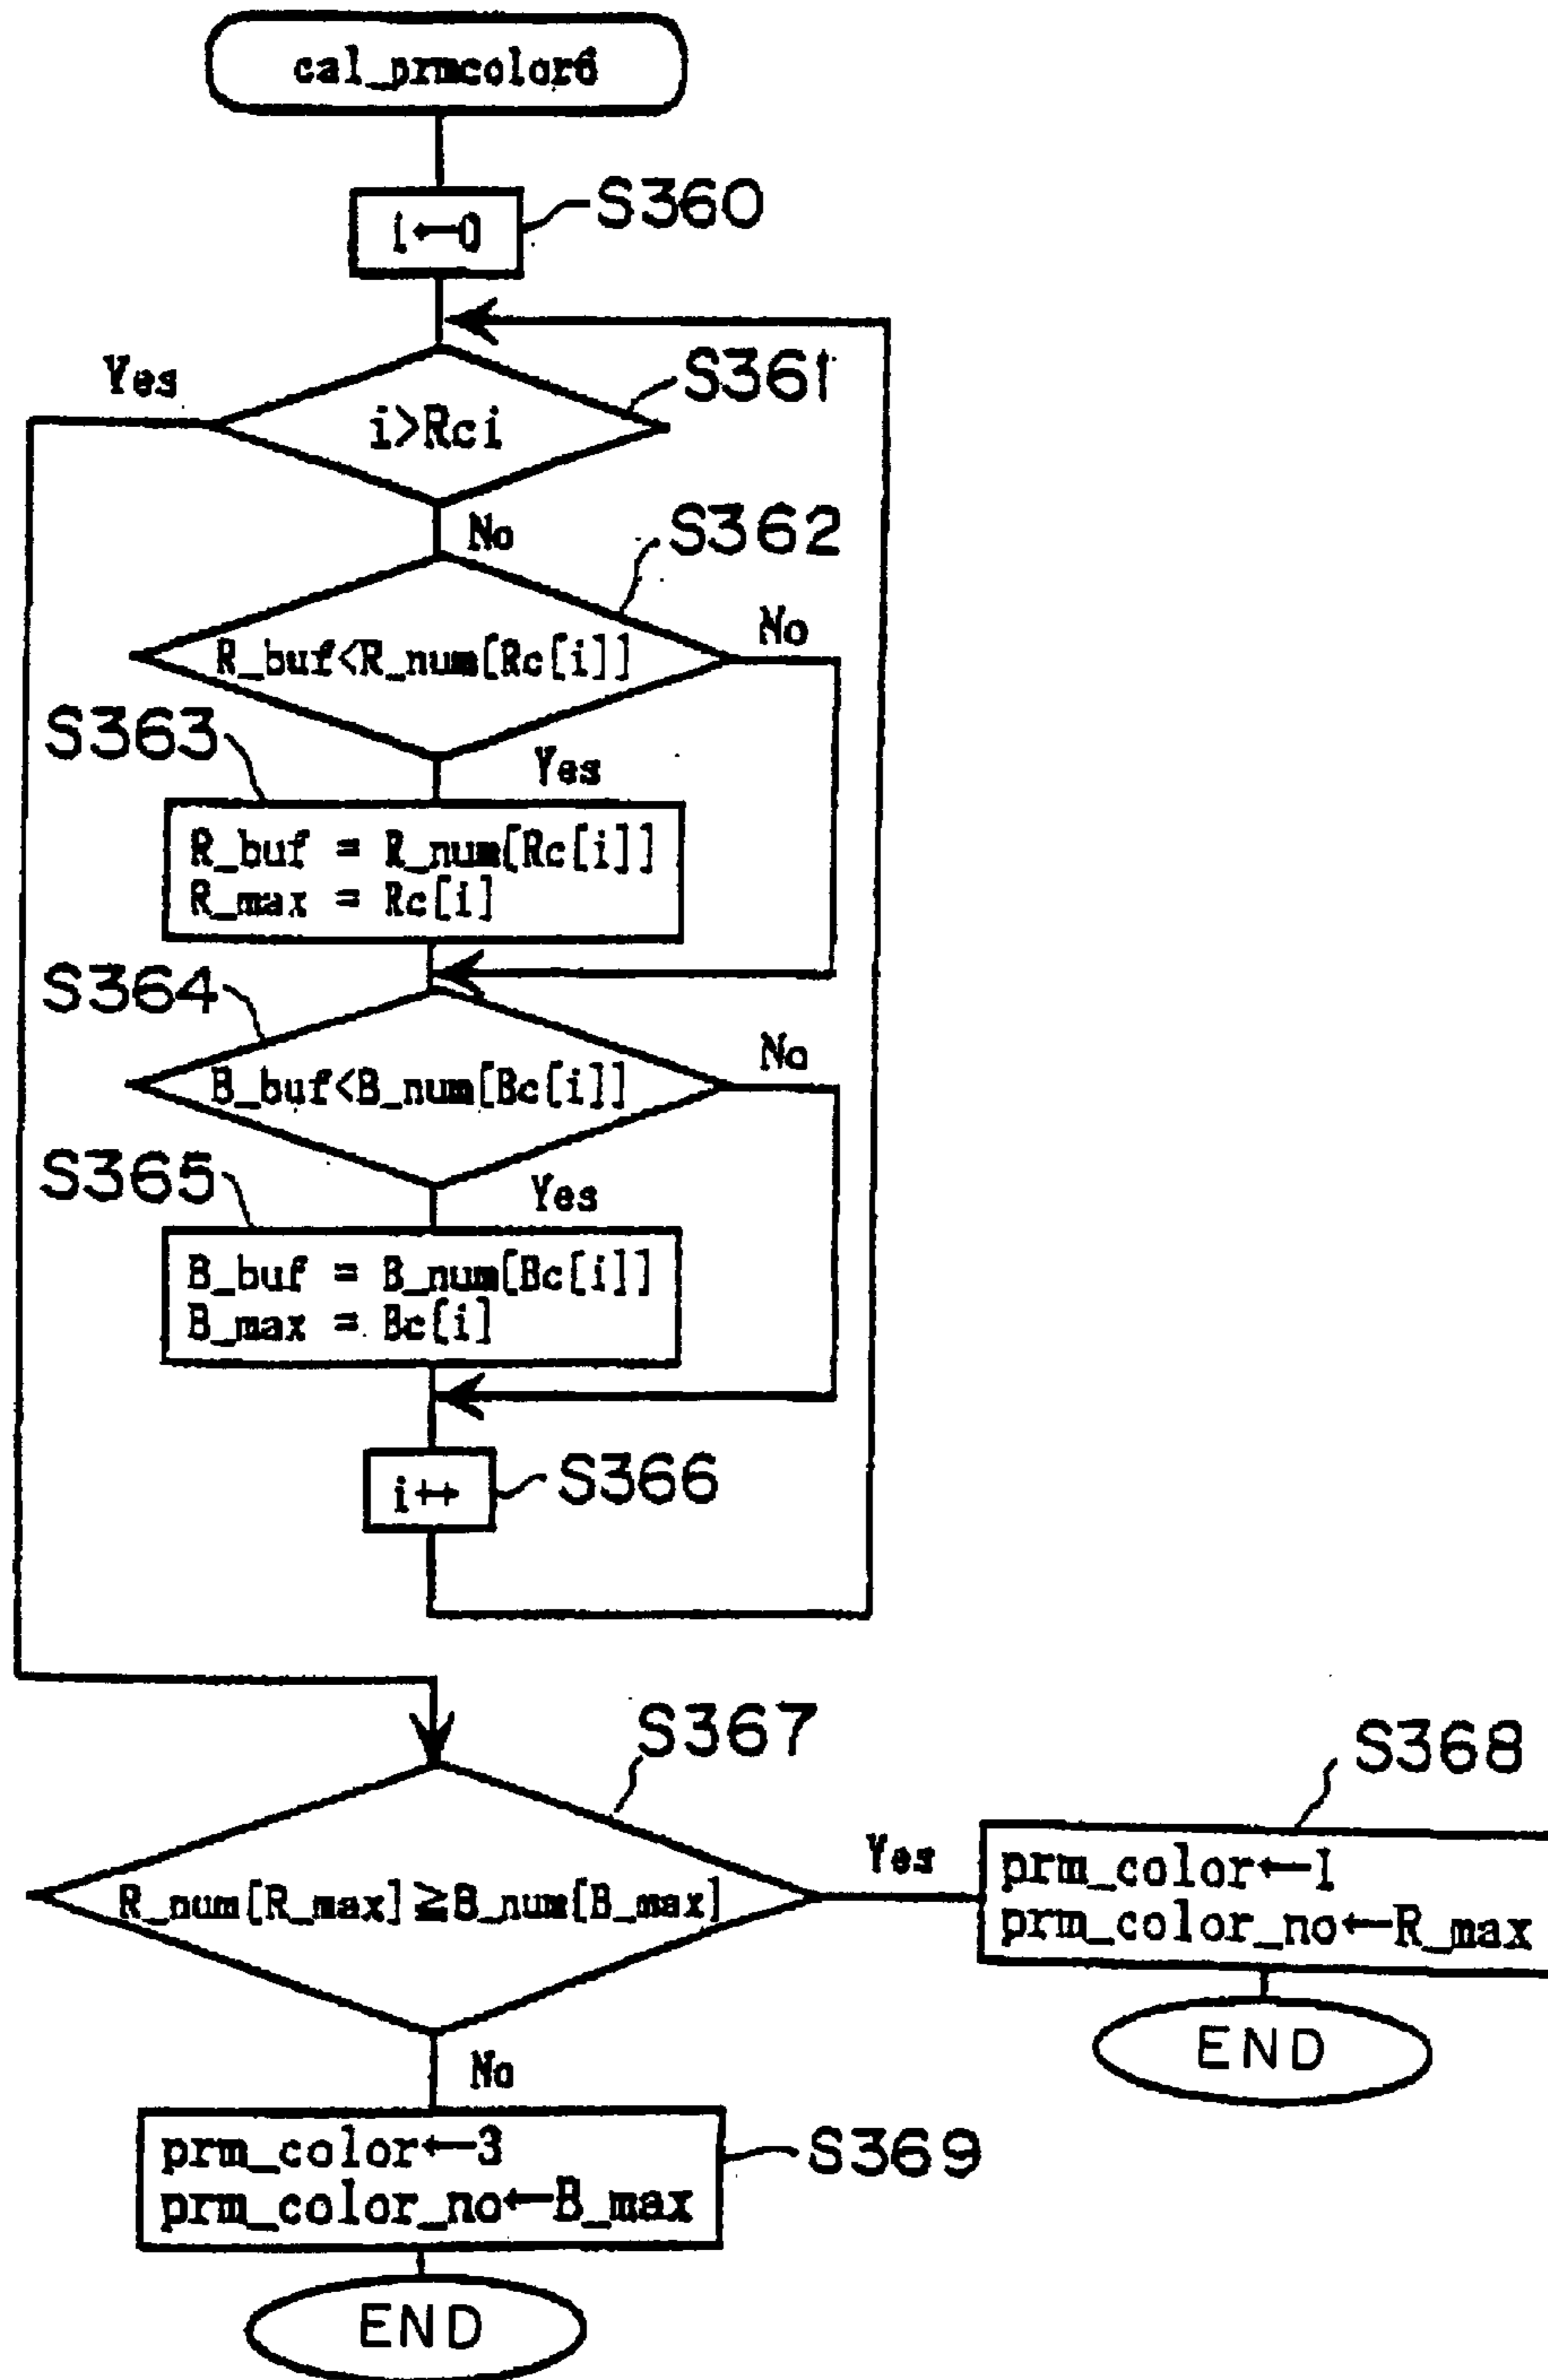 cal_prmcolor6
S360
i←0
S361
Yes
i>Rci
No
S362
R_buf<R_num[Rc[i]]
No
S363
Yes
R_buf = R_num[Rc[i]]
R_max = Rc[i]
S364
B_buf<B_num[Bc[i]]
No
S365
Yes
B_buf = B_num[Bc[i]]
B_max = Bc[i]
i++
S366
S367
R_num[R_max]≧B_num[B_max]
Yes
S368
prm_color←1
prm_color_no←R_max
END
No
prm_color←3
prm_color_no←B_max
S369
END